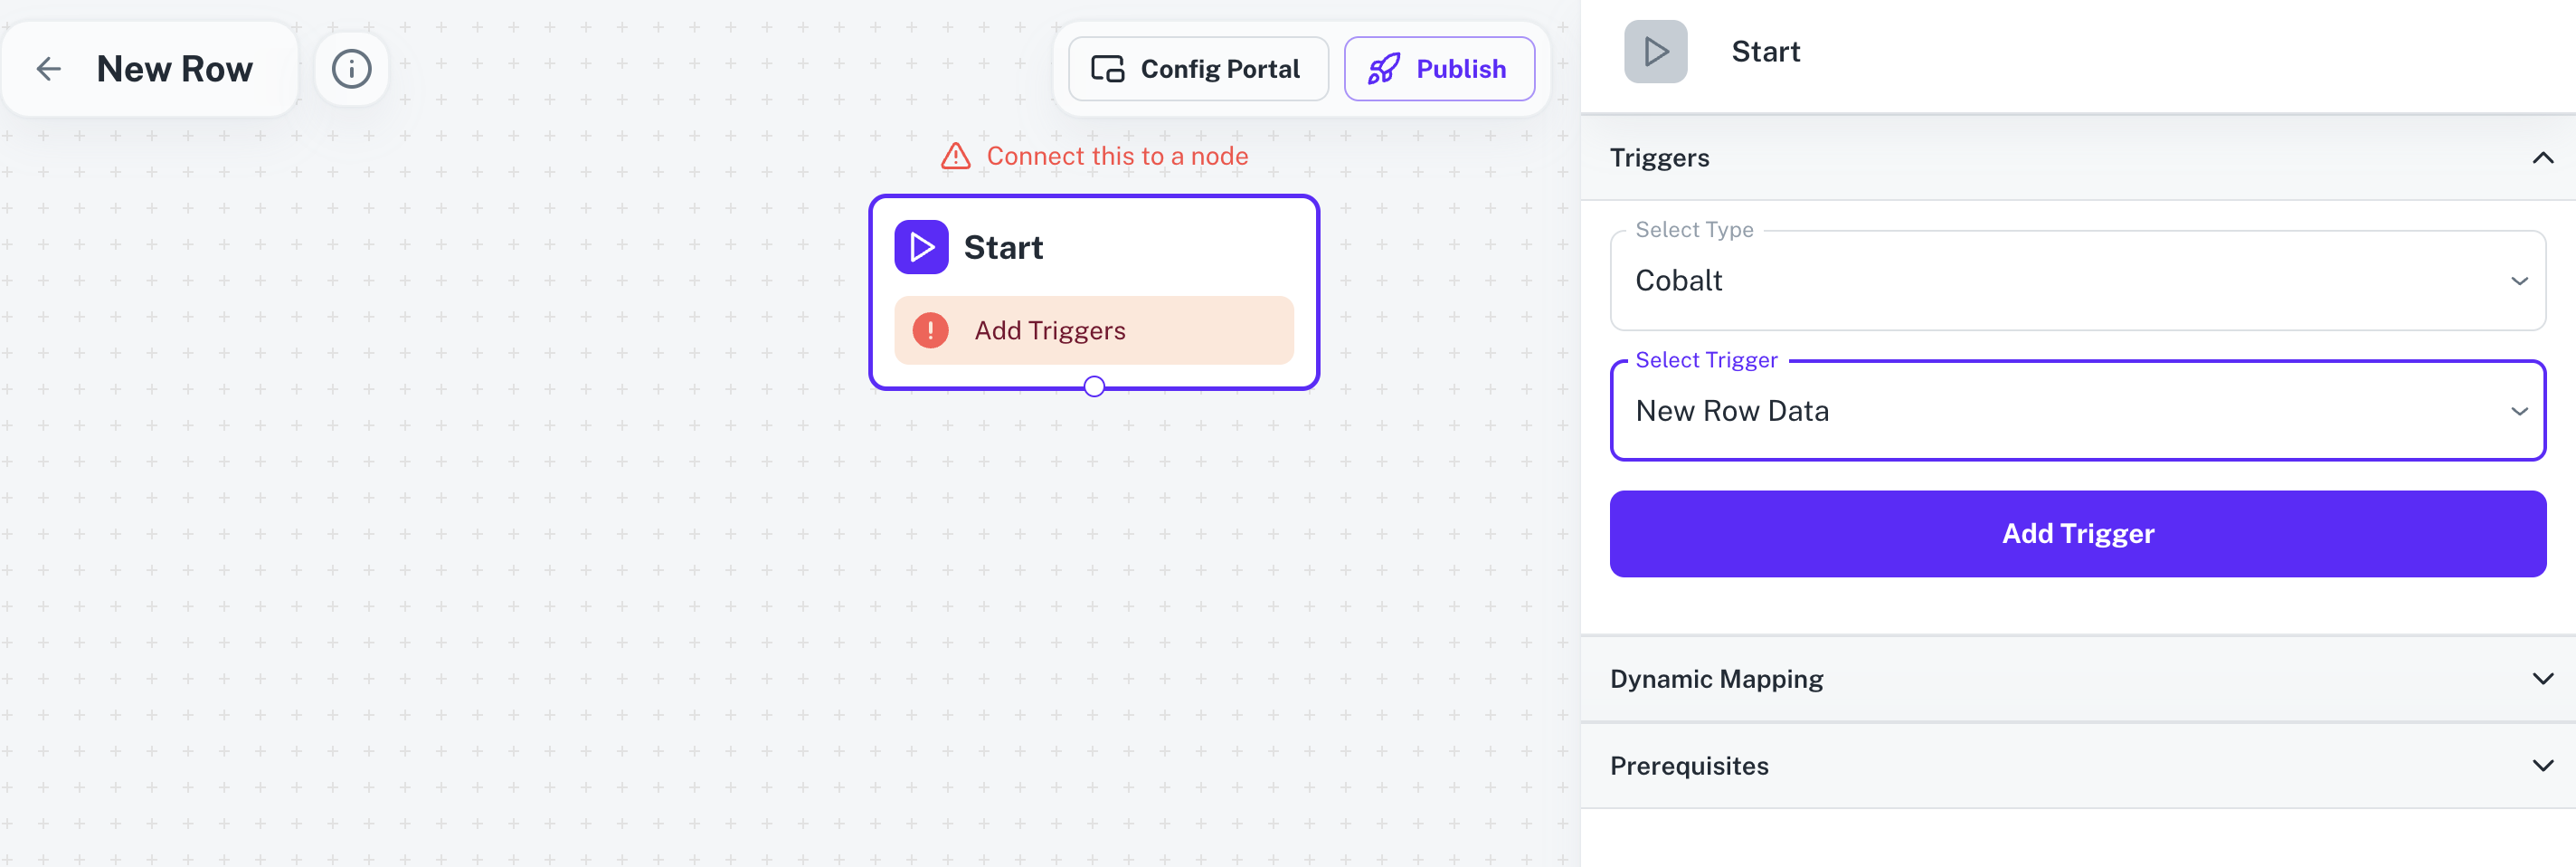 New Row
Config Portal
Publish
Connect this to a node
Start
Add Triggers
Start
Triggers
Select Type
Cobalt
Select Trigger
New Row Data
Add Trigger
Dynamic Mapping
Prerequisites